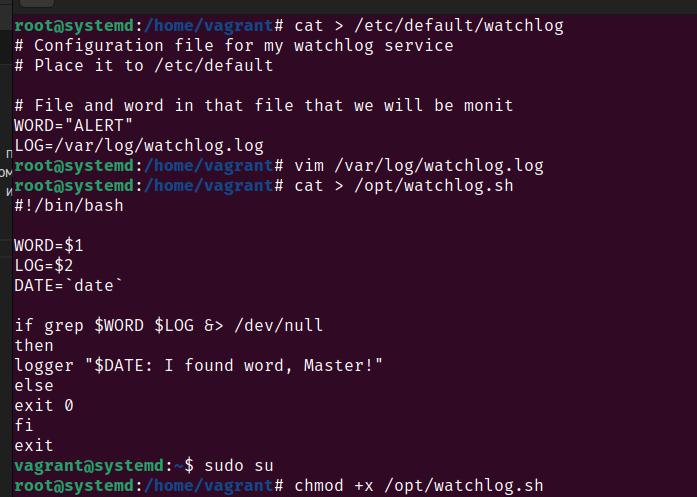 root@systemd:/home/vagrant# cat > /etc/default/watchlog
# Configuration file for my watchlog service
# Place it to /etc/default

# File and word in that file that we will be monit
WORD="ALERT"
LOG=/var/log/watchlog.log
root@systemd:/home/vagrant# vim /var/log/watchlog.log
root@systemd:/home/vagrant# cat > /opt/watchlog.sh
#!/bin/bash

WORD=$1
LOG=$2
DATE=`date`

if grep $WORD $LOG &> /dev/null
then
logger "$DATE: I found word, Master!"
else
exit 0
fi
exit
vagrant@systemd:~$ sudo su
root@systemd:/home/vagrant# chmod +x /opt/watchlog.sh